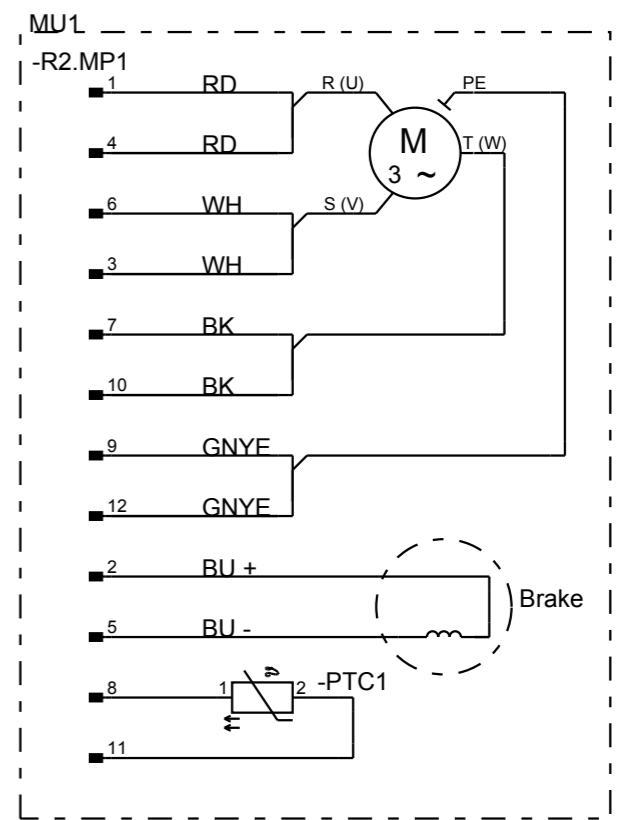 MU1
-R2.MP1
1 RD R (U) PE
4 RD M T (W)
3 ~
6 WH S (V)
3 WH
7 BK
10 BK
9 GNYE
12 GNYE
2 BU +
Brake
5 BU -
8 1 ϑ 2 -PTC1
11